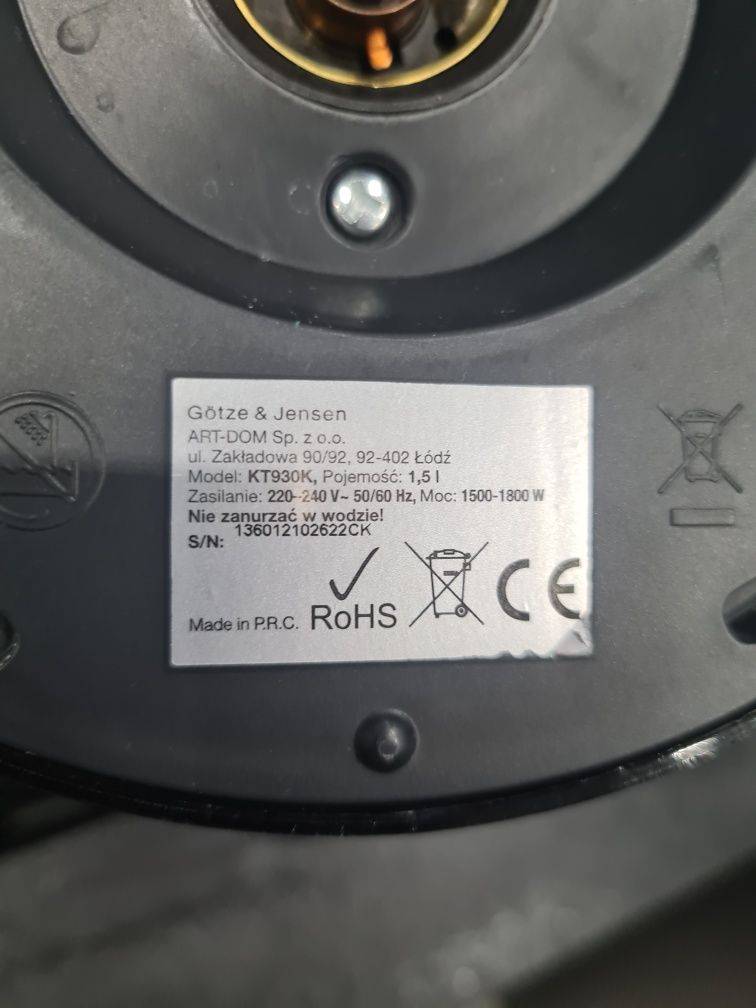 Götze & Jensen
ART-DOM Sp. z o.o.
ul. Zakładowa 90/92, 92-402 Łódź
Model: KT930K, Pojemość: 1,5 l
Zasilanie: 220-240 V~ 50/60 Hz, Moc: 1500-1800 W
Nie zanurzać w wodzie!
S/N: 136012102622CK
Made in P.R.C. RoHS CE